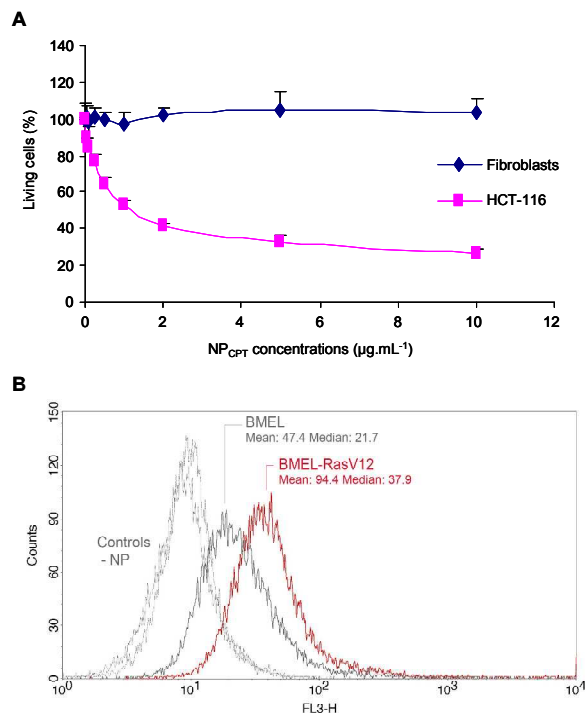 A
140
120
100
80
60
40
20
0
Living cells (%)
Fibroblasts
HCT-116
0 2 4 6 8 10 12
NPCPT concentrations (µg.mL-1)
B
150
120
90
60
30
0
Counts
BMEL
Mean: 47.4 Median: 21.7
BMEL-RasV12
Mean: 94.4 Median: 37.9
Controls
- NP
10^0 10^1 10^2 10^3 10^4
FL3-H